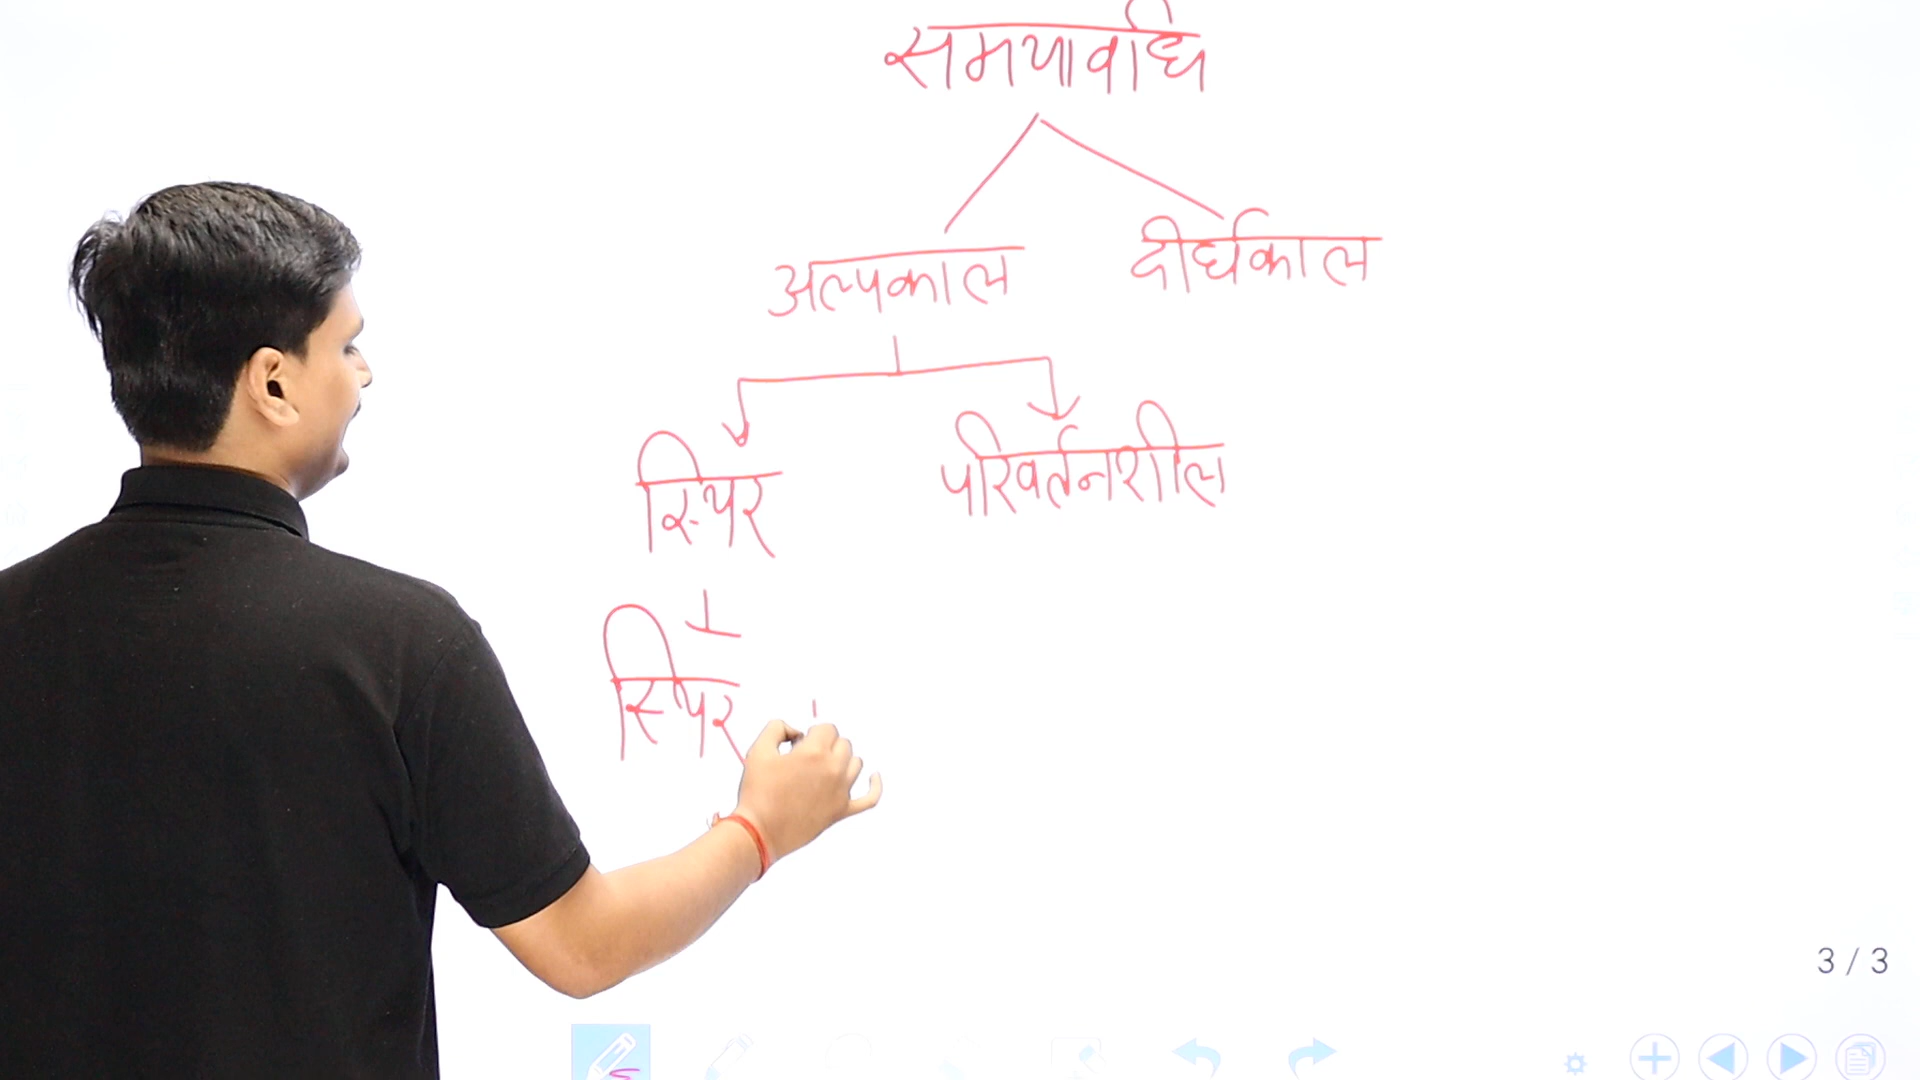 समयावधि
अल्पकाल दीर्घकाल
स्थिर परिवर्तनशील
स्थिर
3 / 3